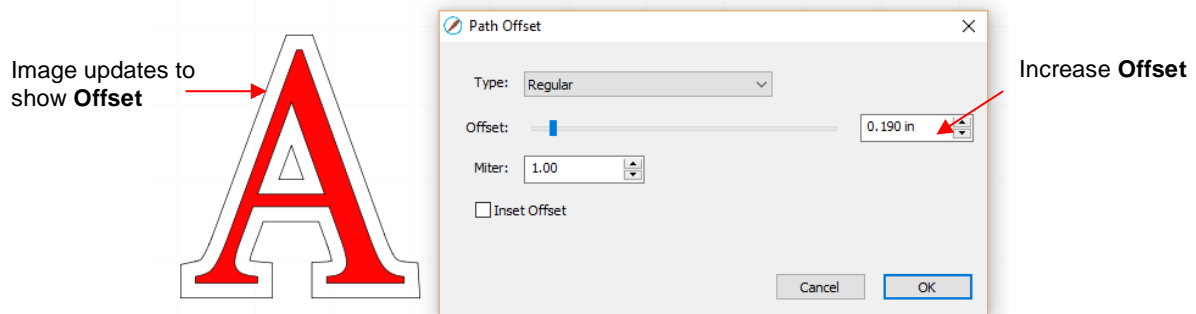 Path Offset
Image updates to
show Offset
Increase Offset
Type: Regular
Offset: 0.190 in
Miter: 1.00
Inset Offset
Cancel OK